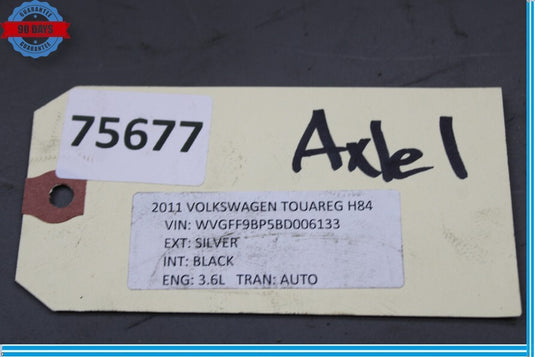 GUARANTEE
90 DAYS
GUARANTEE
75677
Axle 1
2011 VOLKSWAGEN TOUAREG H84
VIN: WVGFF9BP5BD006133
EXT: SILVER
INT: BLACK
ENG: 3.6L TRAN: AUTO